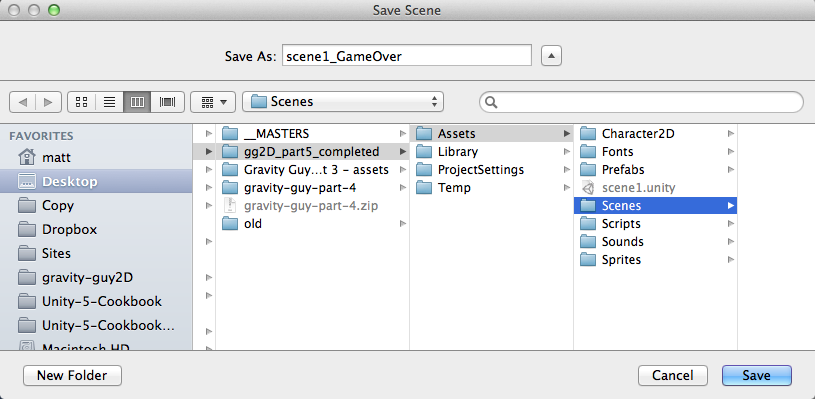 Save Scene
Save As: scene1_GameOver
Scenes
FAVORITES
matt
Desktop
Copy
Dropbox
Sites
gravity-guy2D
Unity-5-Cookbook
Unity-5-Cookbook...
Macintosh HD
__MASTERS
gg2D_part5_completed
Gravity Guy...t 3 - assets
gravity-guy-part-4
gravity-guy-part-4.zip
old
Assets
Library
ProjectSettings
Temp
Character2D
Fonts
Prefabs
scene1.unity
Scenes
Scripts
Sounds
Sprites
New Folder
Cancel
Save